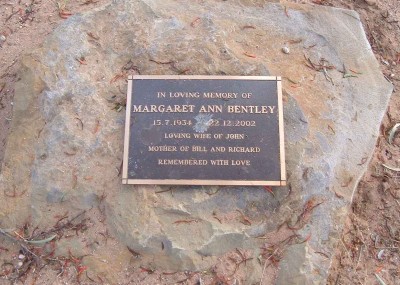 IN LOVING MEMORY OF
MARGARET ANN BENTLEY
15.7.1934 22.12.2002
LOVING WIFE OF JOHN
MOTHER OF BILL AND RICHARD
REMEMBERED WITH LOVE